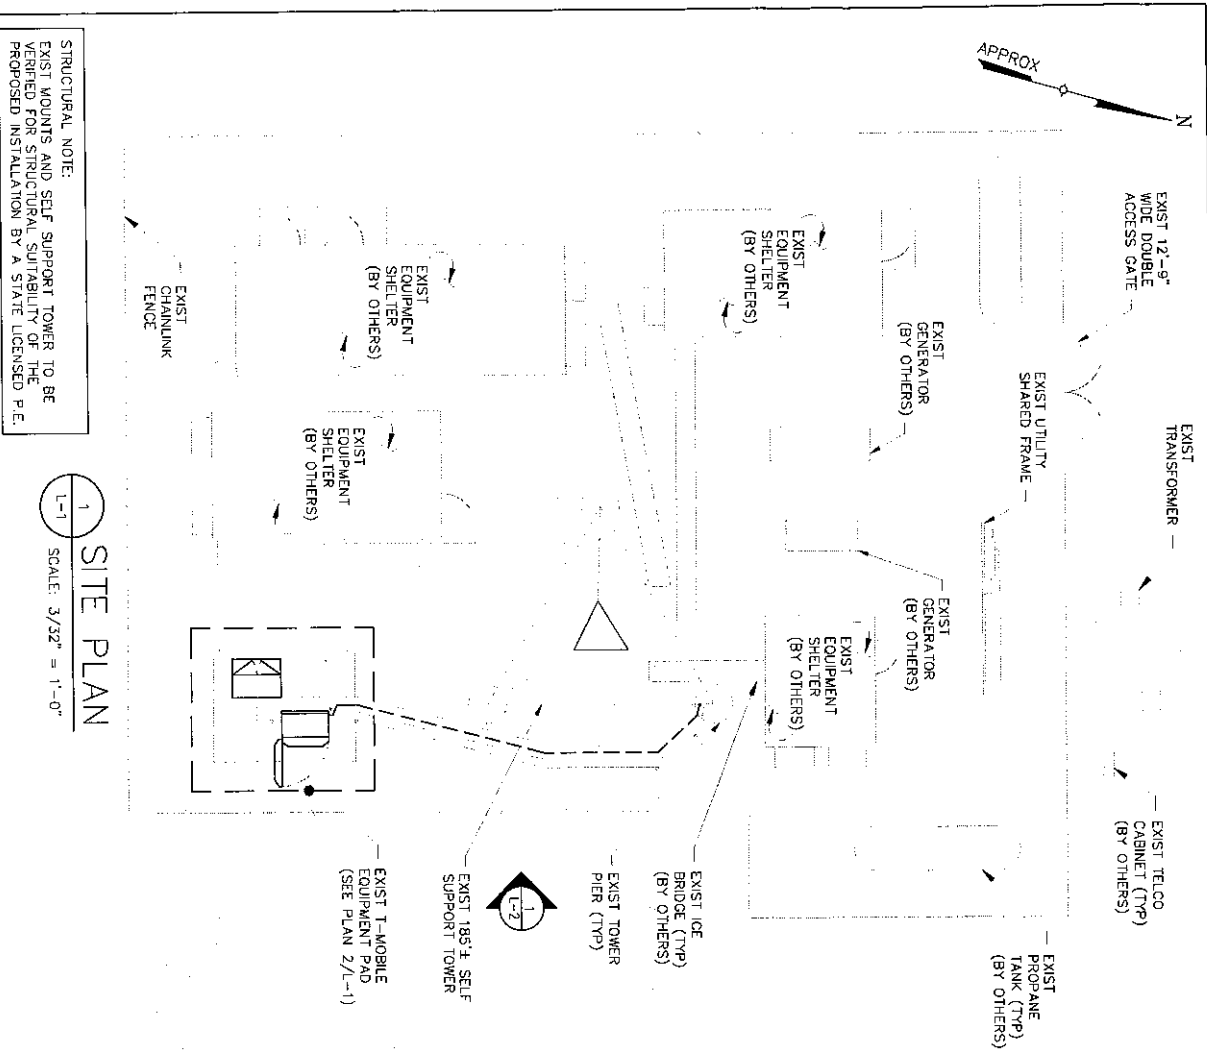 APPROX
N
EXIST 12'-9"
WIDE DOUBLE
ACCESS GATE
EXIST
TRANSFORMER
EXIST UTILITY
SHARED FRAME
EXIST TELCO
CABINET (TYP)
(BY OTHERS)
EXIST
PROPANE
TANK (TYP)
(BY OTHERS)
EXIST
GENERATOR
(BY OTHERS)
EXIST
GENERATOR
(BY OTHERS)
EXIST
EQUIPMENT
SHELTER
(BY OTHERS)
EXIST
EQUIPMENT
SHELTER
(BY OTHERS)
EXIST
EQUIPMENT
SHELTER
(BY OTHERS)
EXIST
EQUIPMENT
SHELTER
(BY OTHERS)
EXIST ICE
BRIDGE (TYP)
(BY OTHERS)
EXIST TOWER
PIER (TYP)
1
L-2
EXIST 185'± SELF
SUPPORT TOWER
EXIST T-MOBILE
EQUIPMENT PAD
(SEE PLAN 2/L-1)
EXIST
CHAINLINK
FENCE
STRUCTURAL NOTE:
EXIST MOUNTS AND SELF SUPPORT TOWER TO BE
VERIFIED FOR STRUCTURAL SUITABILITY OF THE
PROPOSED INSTALLATION BY A STATE LICENSED P.E.
1
L-1
SITE PLAN
SCALE: 3/32" = 1'-0"